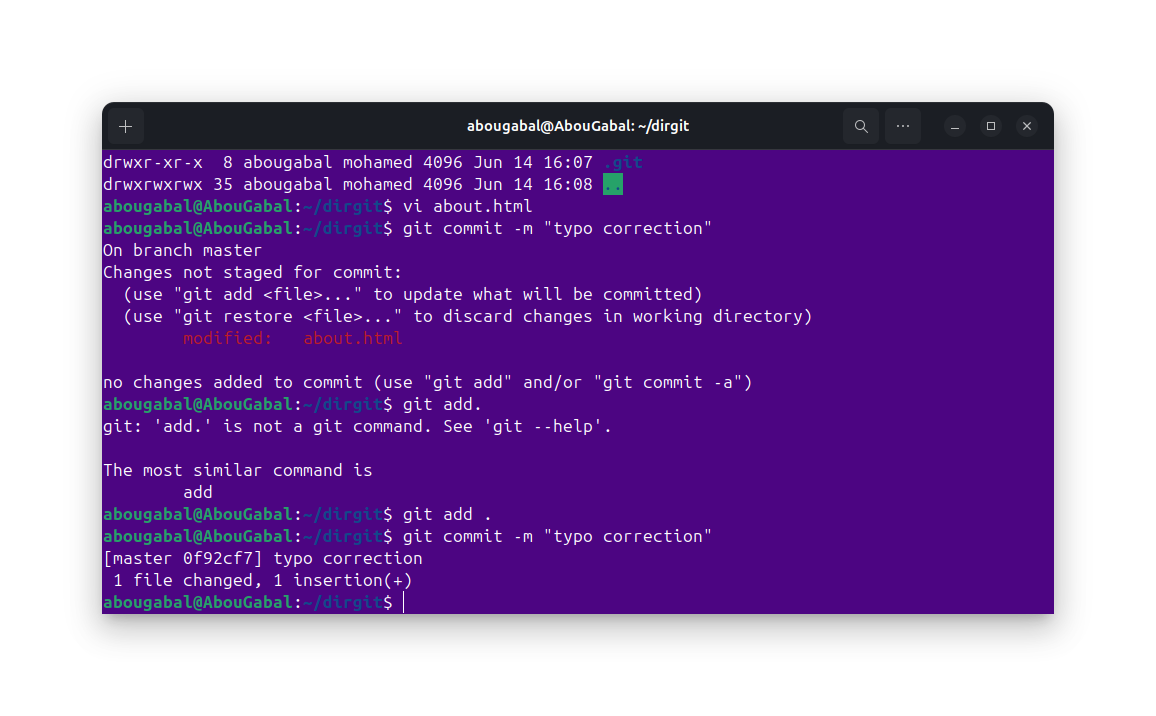 abougabal@AbouGabal: ~/dirgit
drwxr-xr-x  8 abougabal mohamed 4096 Jun 14 16:07 .git
drwxrwxrwx 35 abougabal mohamed 4096 Jun 14 16:08 ..
abougabal@AbouGabal:~/dirgit$ vi about.html
abougabal@AbouGabal:~/dirgit$ git commit -m "typo correction"
On branch master
Changes not staged for commit:
  (use "git add <file>..." to update what will be committed)
  (use "git restore <file>..." to discard changes in working directory)
        modified:   about.html

no changes added to commit (use "git add" and/or "git commit -a")
abougabal@AbouGabal:~/dirgit$ git add.
git: 'add.' is not a git command. See 'git --help'.

The most similar command is
        add
abougabal@AbouGabal:~/dirgit$ git add .
abougabal@AbouGabal:~/dirgit$ git commit -m "typo correction"
[master 0f92cf7] typo correction
 1 file changed, 1 insertion(+)
abougabal@AbouGabal:~/dirgit$